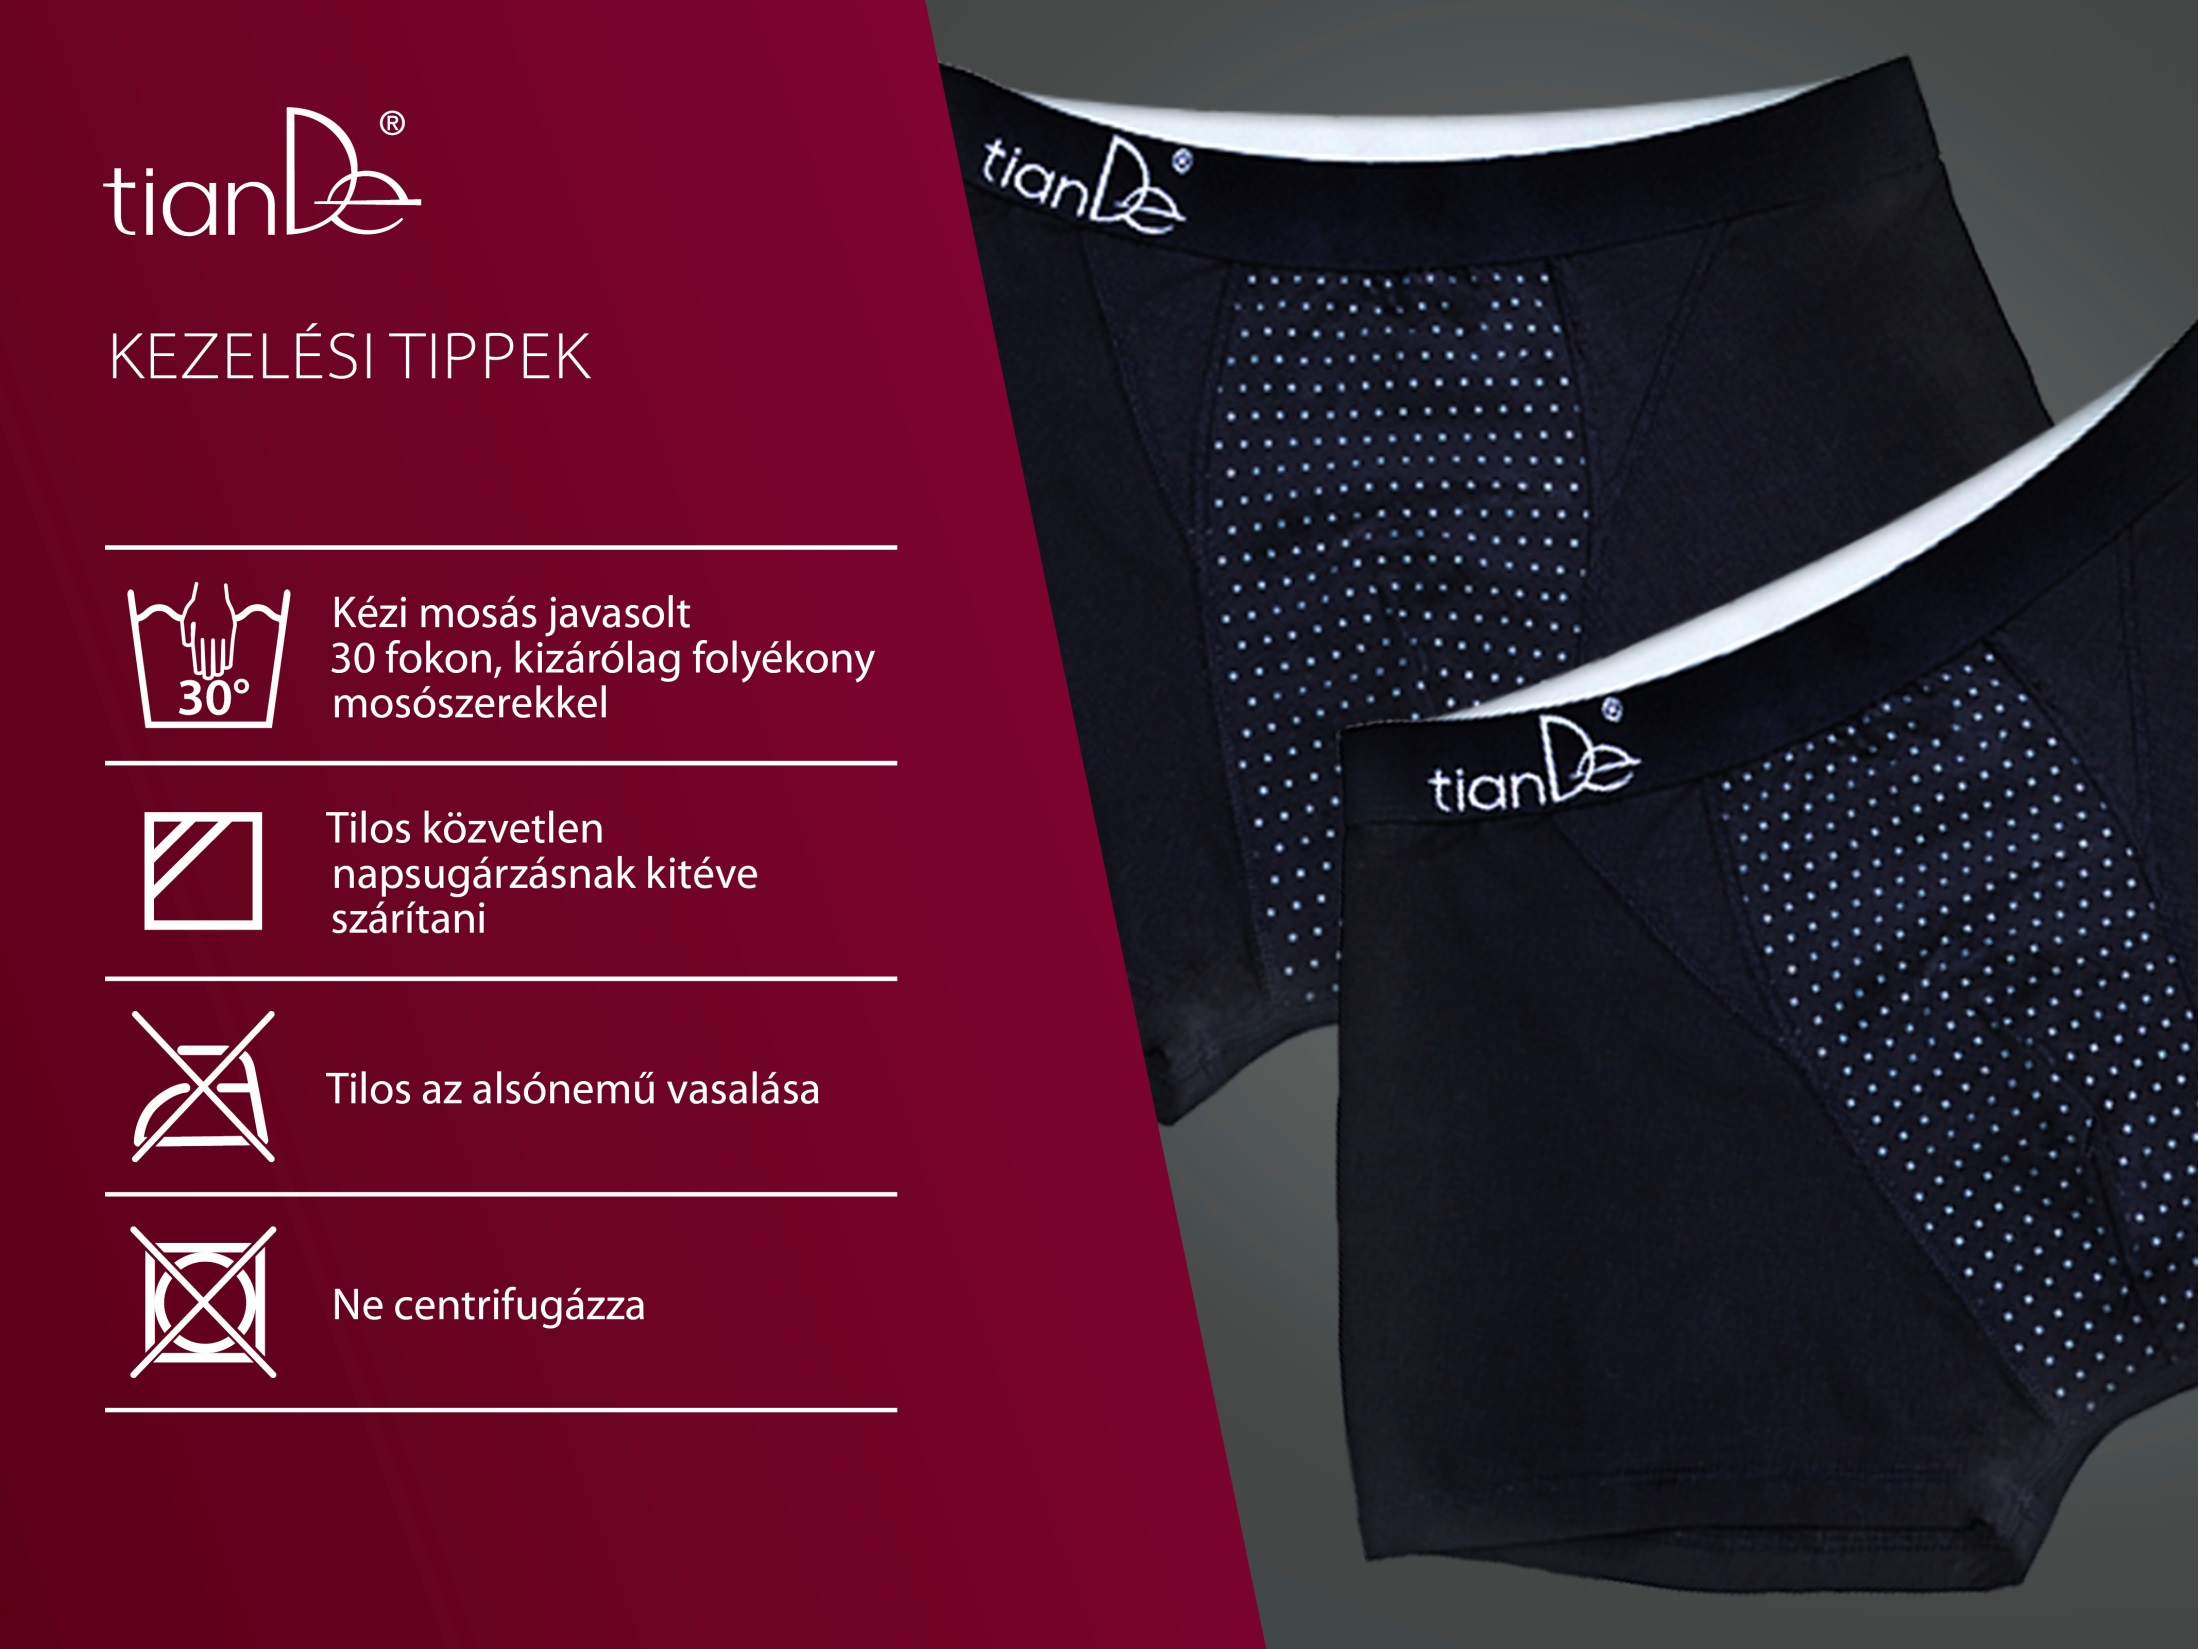 tianDe®
KEZELÉSI TIPPEK
30°
Kézi mosás javasolt
30 fokon, kizárólag folyékony
mosószerekkel
Tilos közvetlen
napsugárzásnak kitéve
szárítani
Tilos az alsónemű vasalása
Ne centrifugázza
tianDe®
tianDe®